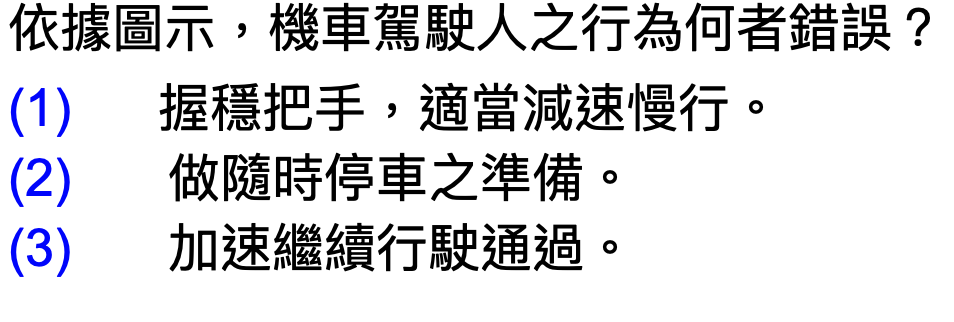 依據圖示，機車駕駛人之行為何者錯誤？
(1) 握穩把手，適當減速慢行。
(2) 做隨時停車之準備。
(3) 加速繼續行駛通過。